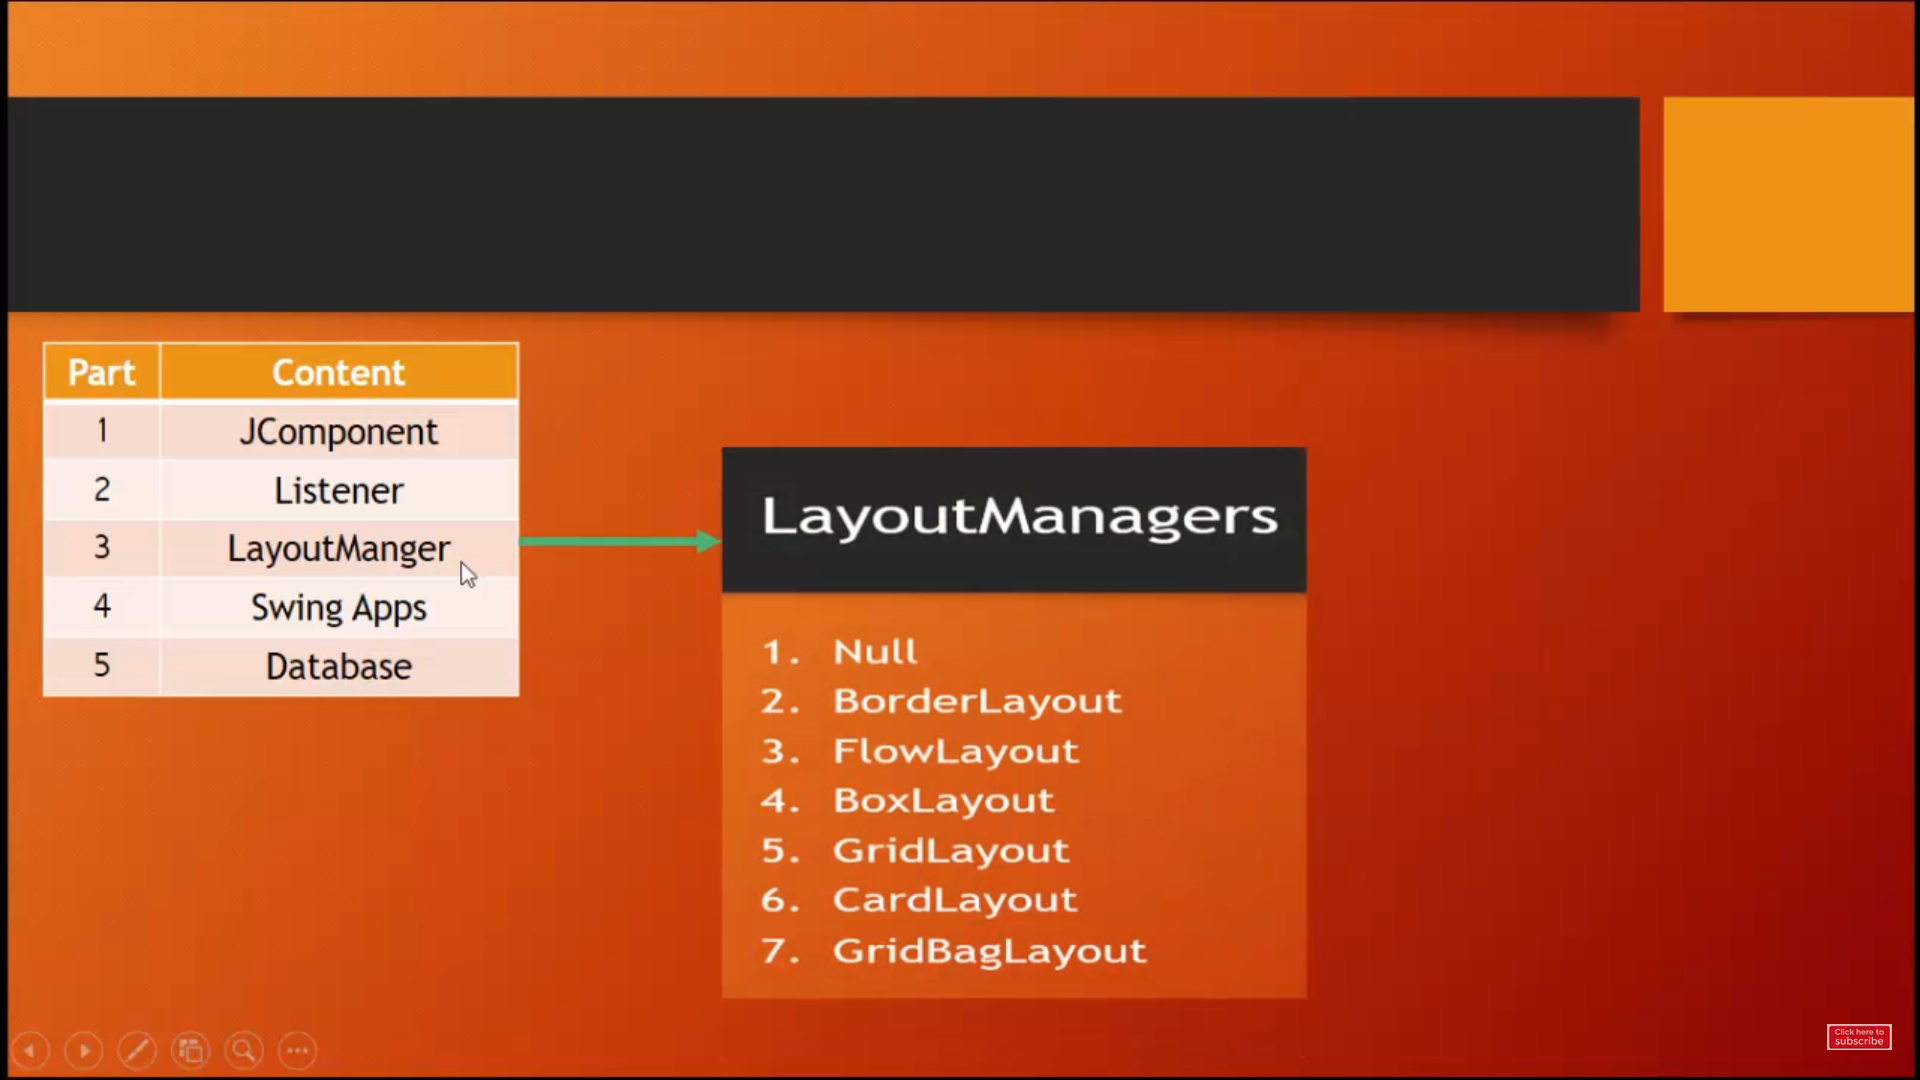 Part Content
1 JComponent
2 Listener
3 LayoutManger
4 Swing Apps
5 Database
LayoutManagers
1. Null
2. BorderLayout
3. FlowLayout
4. BoxLayout
5. GridLayout
6. CardLayout
7. GridBagLayout
Click here to
subscribe